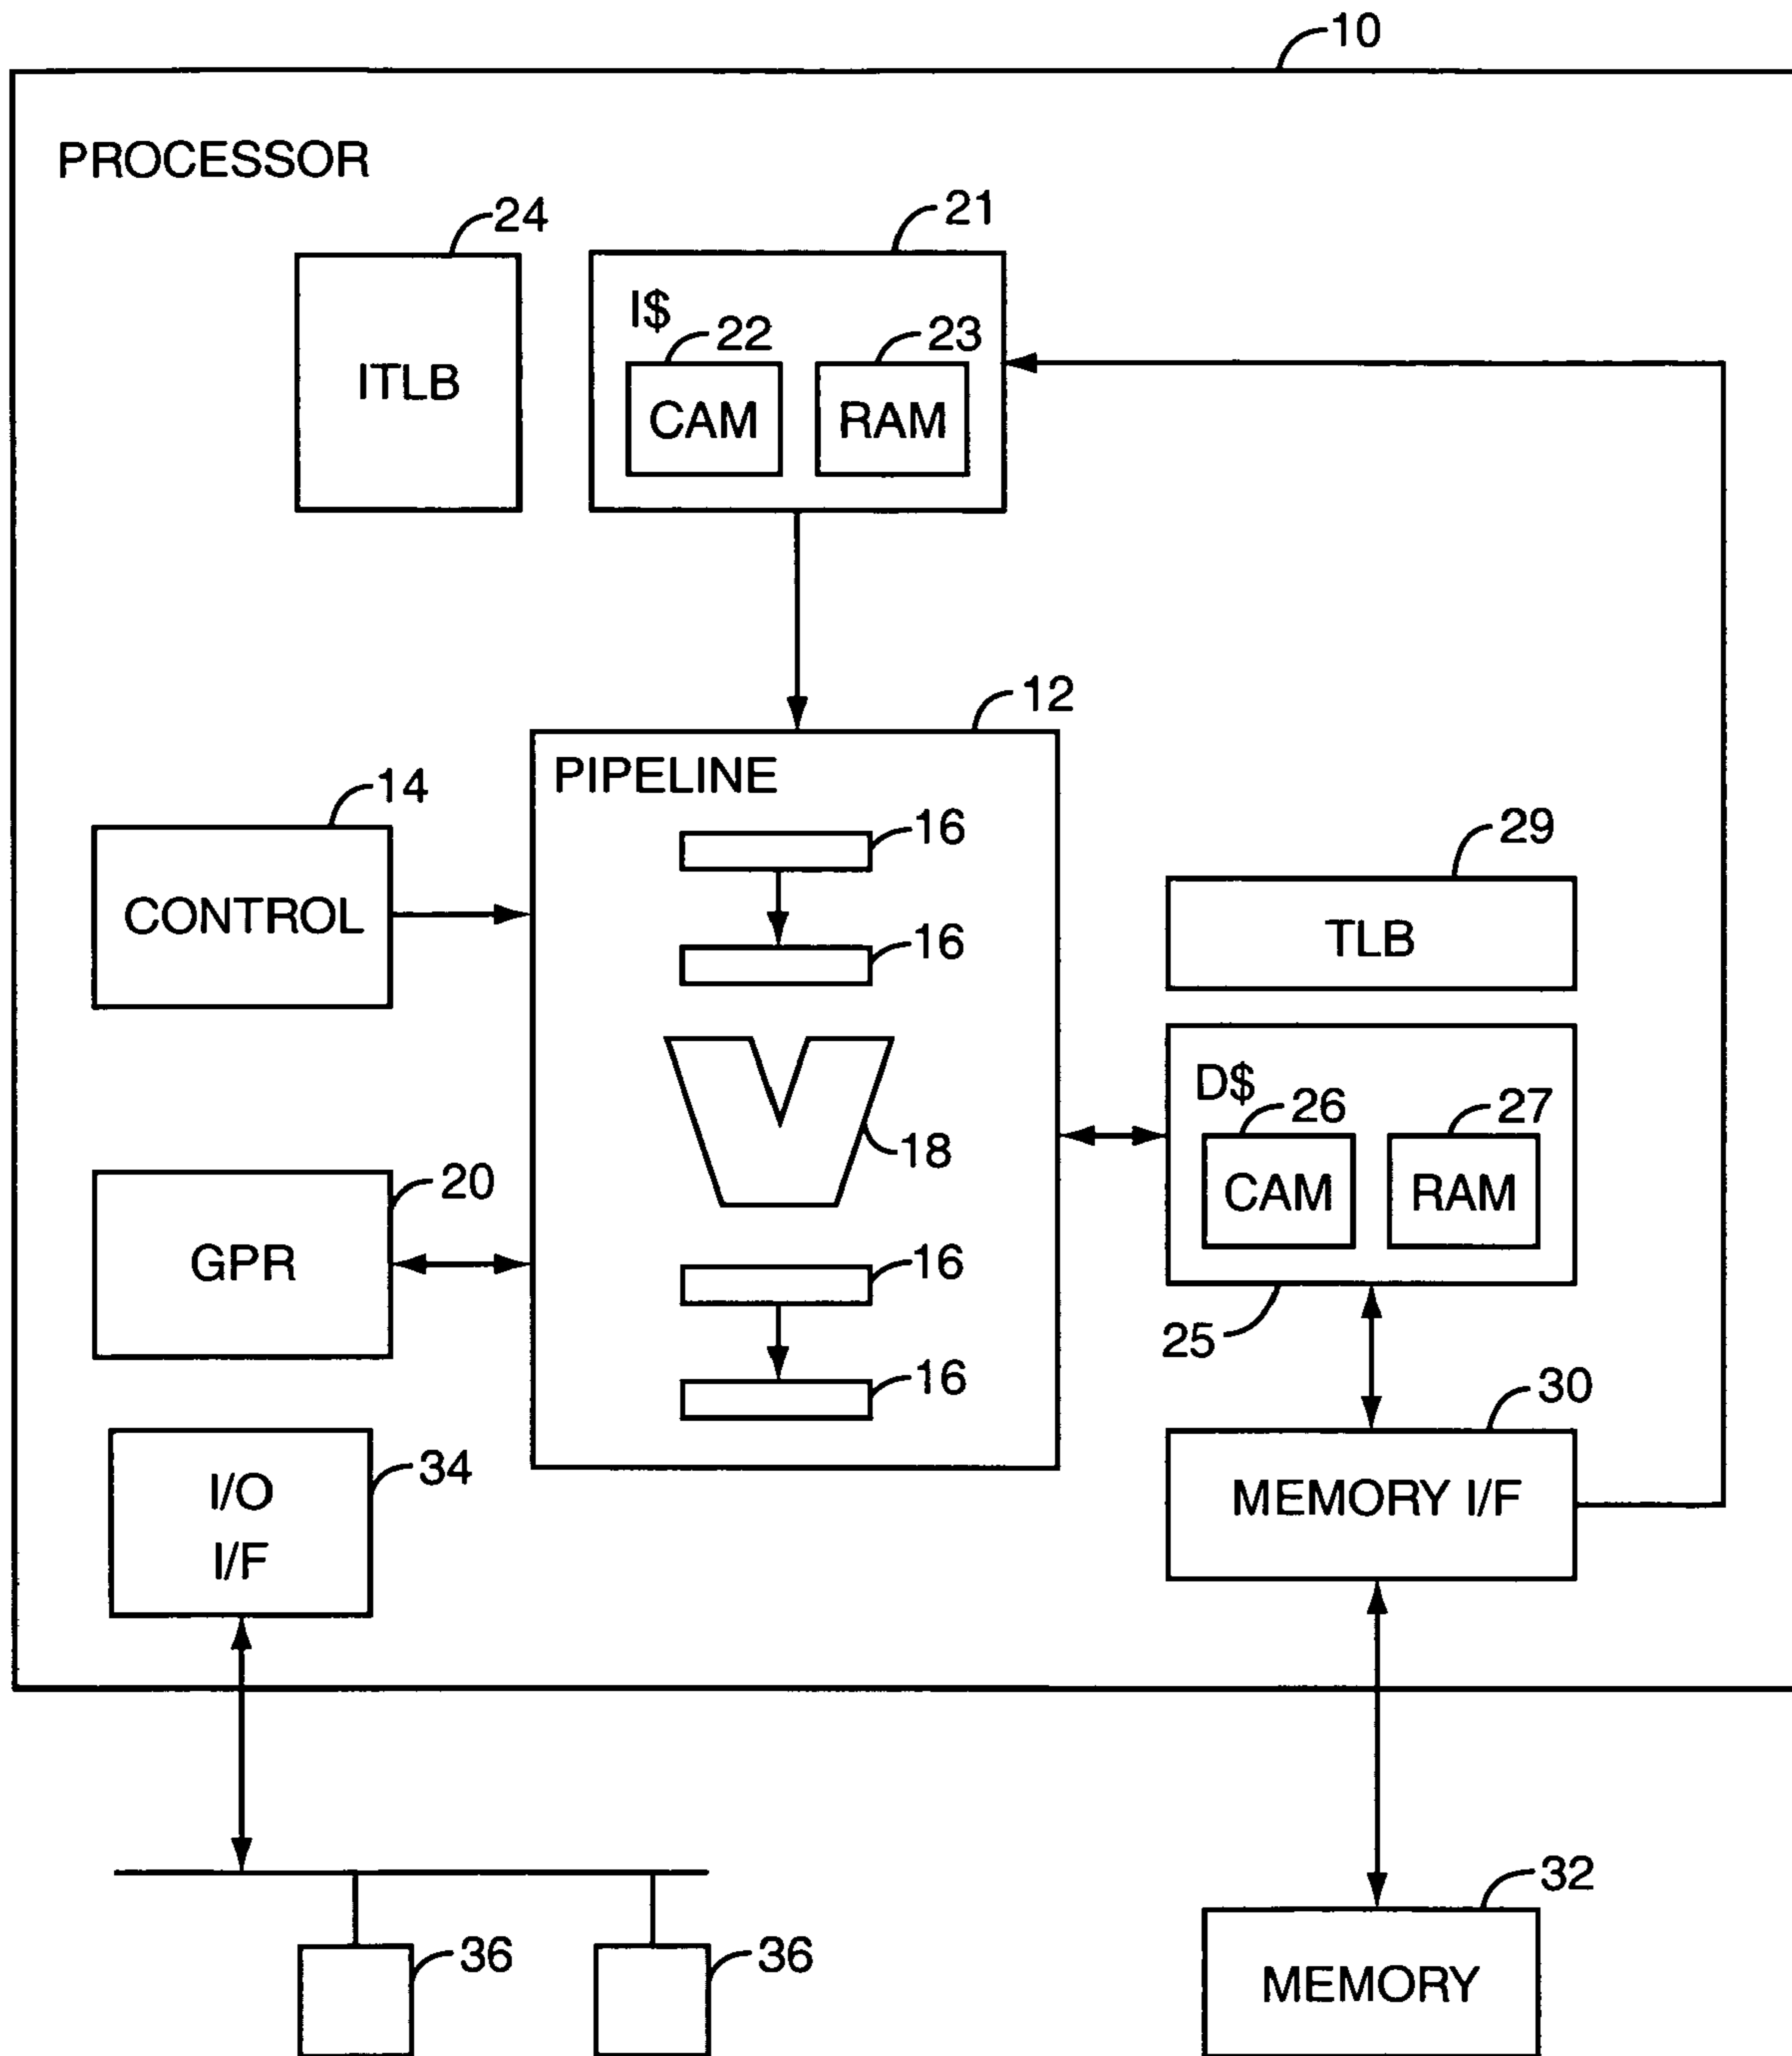 10
PROCESSOR
24
21
ITLB
I$
22
23
CAM
RAM
12
PIPELINE
14
CONTROL
16
16
29
TLB
18
D$
26
27
CAM
RAM
20
GPR
16
25
16
30
I/O
I/F
34
MEMORY I/F
32
36
36
MEMORY